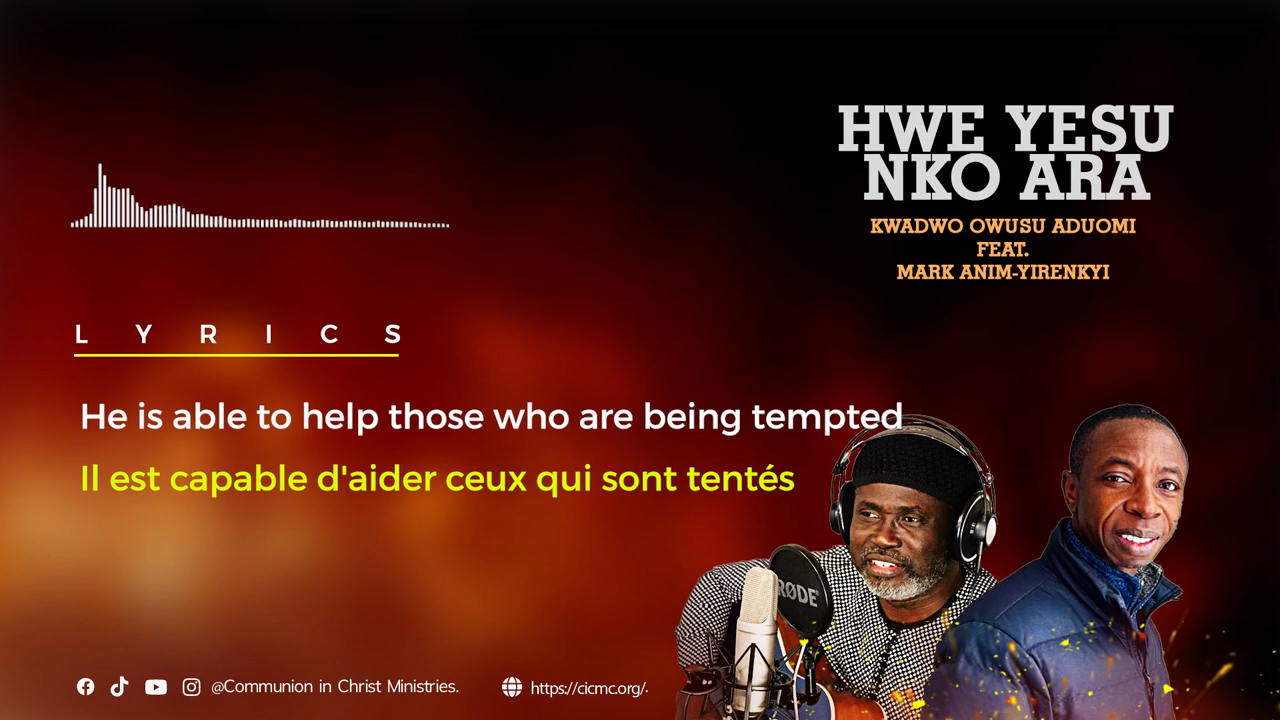 HWE YESU
NKO ARA
KWADWO OWUSU ADUOMI
FEAT.
MARK ANIM-YIRENKYI
LYRICS
He is able to help those who are being tempted
Il est capable d'aider ceux qui sont tentés
RØDE
@Communion in Christ Ministries.
https://cicmc.org/.